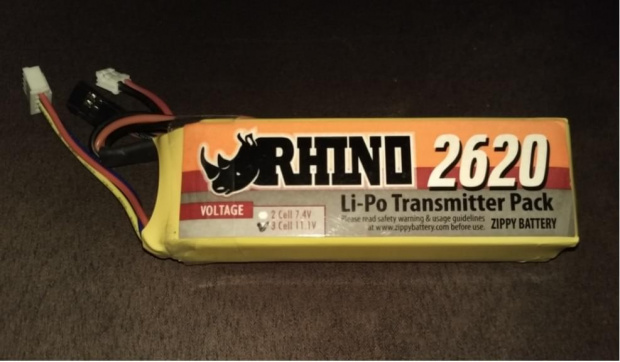 RHINO 2620
Li-Po Transmitter Pack
VOLTAGE
2 Cell 7.4V
3 Cell 11.1V
Please read safety warning & usage guidelines
at www.zippybattery.com before use.
ZIPPY BATTERY